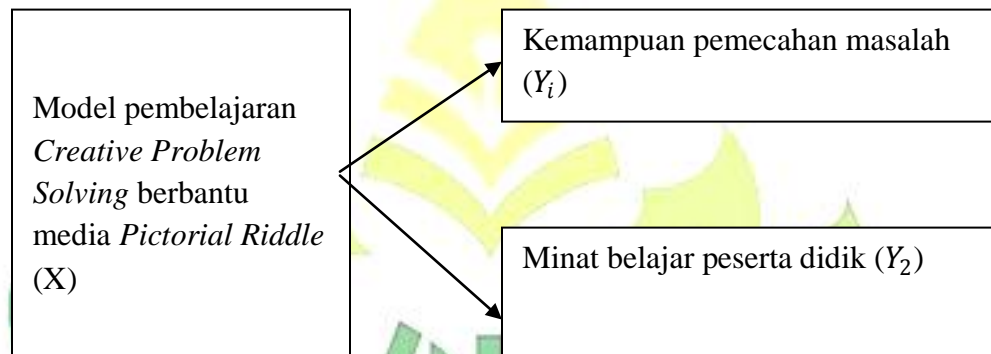 Model pembelajaran
Creative Problem
Solving berbantu
media Pictorial Riddle
(X)
Kemampuan pemecahan masalah
(Yᵢ)
Minat belajar peserta didik (Y₂)